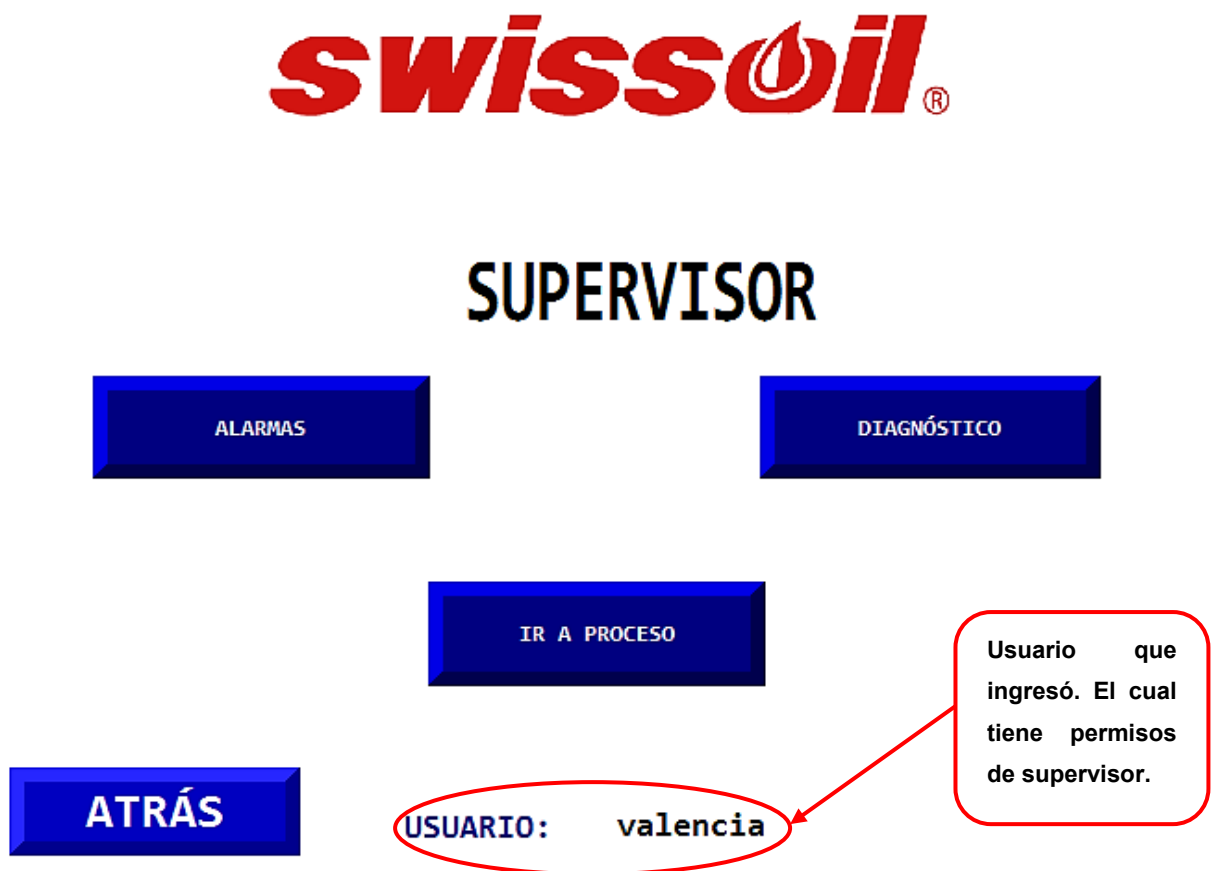 swissoil®
SUPERVISOR
ALARMAS
DIAGNÓSTICO
IR A PROCESO
Usuario que
ingresó. El cual
tiene permisos
de supervisor.
ATRÁS
USUARIO: valencia